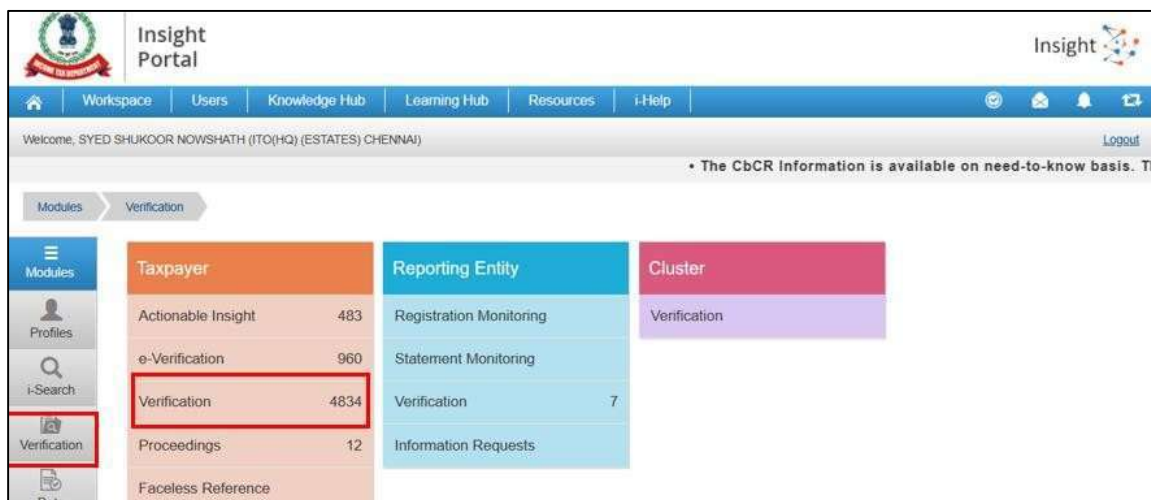 Insight
Portal
Insight
INCOME TAX DEPARTMENT
Workspace Users Knowledge Hub Learning Hub Resources i-Help
Welcome, SYED SHUKOOR NOWSHATH (ITO(HQ) (ESTATES) CHENNAI)
Logout
• The CbCR Information is available on need-to-know basis. T
Modules Verification
Modules
Profiles
i-Search
Verification
Taxpayer
Actionable Insight 483
e-Verification 960
Verification 4834
Proceedings 12
Faceless Reference
Reporting Entity
Registration Monitoring
Statement Monitoring
Verification 7
Information Requests
Cluster
Verification